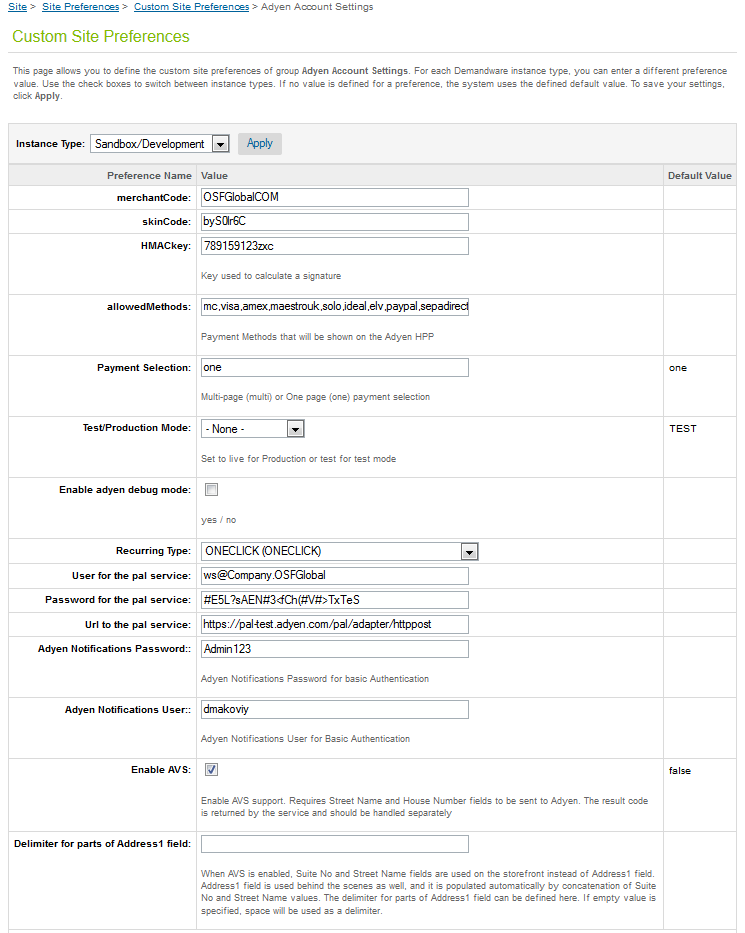 Site > Site Preferences > Custom Site Preferences > Adyen Account Settings
Custom Site Preferences
This page allows you to define the custom site preferences of group Adyen Account Settings. For each Demandware instance type, you can enter a different preference
value. Use the check boxes to switch between instance types. If no value is defined for a preference, the system uses the defined default value. To save your settings,
click Apply.
Instance Type: Sandbox/Development Apply
Preference Name Value Default Value
merchantCode: OSFGlobalCOM
skinCode: byS0lr6C
HMACkey: 789159123zxc
Key used to calculate a signature
allowedMethods: mc,visa,amex,maestrouk,solo,ideal,elv,paypal,sepadirect
Payment Methods that will be shown on the Adyen HPP
Payment Selection: one one
Multi-page (multi) or One page (one) payment selection
Test/Production Mode: - None - TEST
Set to live for Production or test for test mode
Enable adyen debug mode:
yes / no
Recurring Type: ONECLICK (ONECLICK)
User for the pal service: ws@Company.OSFGlobal
Password for the pal service: #E5L?sAEN#3<fCh(#V#>TxTeS
Url to the pal service: https://pal-test.adyen.com/pal/adapter/httppost
Adyen Notifications Password:: Admin123
Adyen Notifications Password for basic Authentication
Adyen Notifications User:: dmakoviy
Adyen Notifications User for Basic Authentication
Enable AVS: false
Enable AVS support. Requires Street Name and House Number fields to be sent to Adyen. The result code
is returned by the service and should be handled separately
Delimiter for parts of Address1 field:
When AVS is enabled, Suite No and Street Name fields are used on the storefront instead of Address1 field.
Address1 field is used behind the scenes as well, and it is populated automatically by concatenation of Suite
No and Street Name values. The delimiter for parts of Address1 field can be defined here. If empty value is
specified, space will be used as a delimiter.